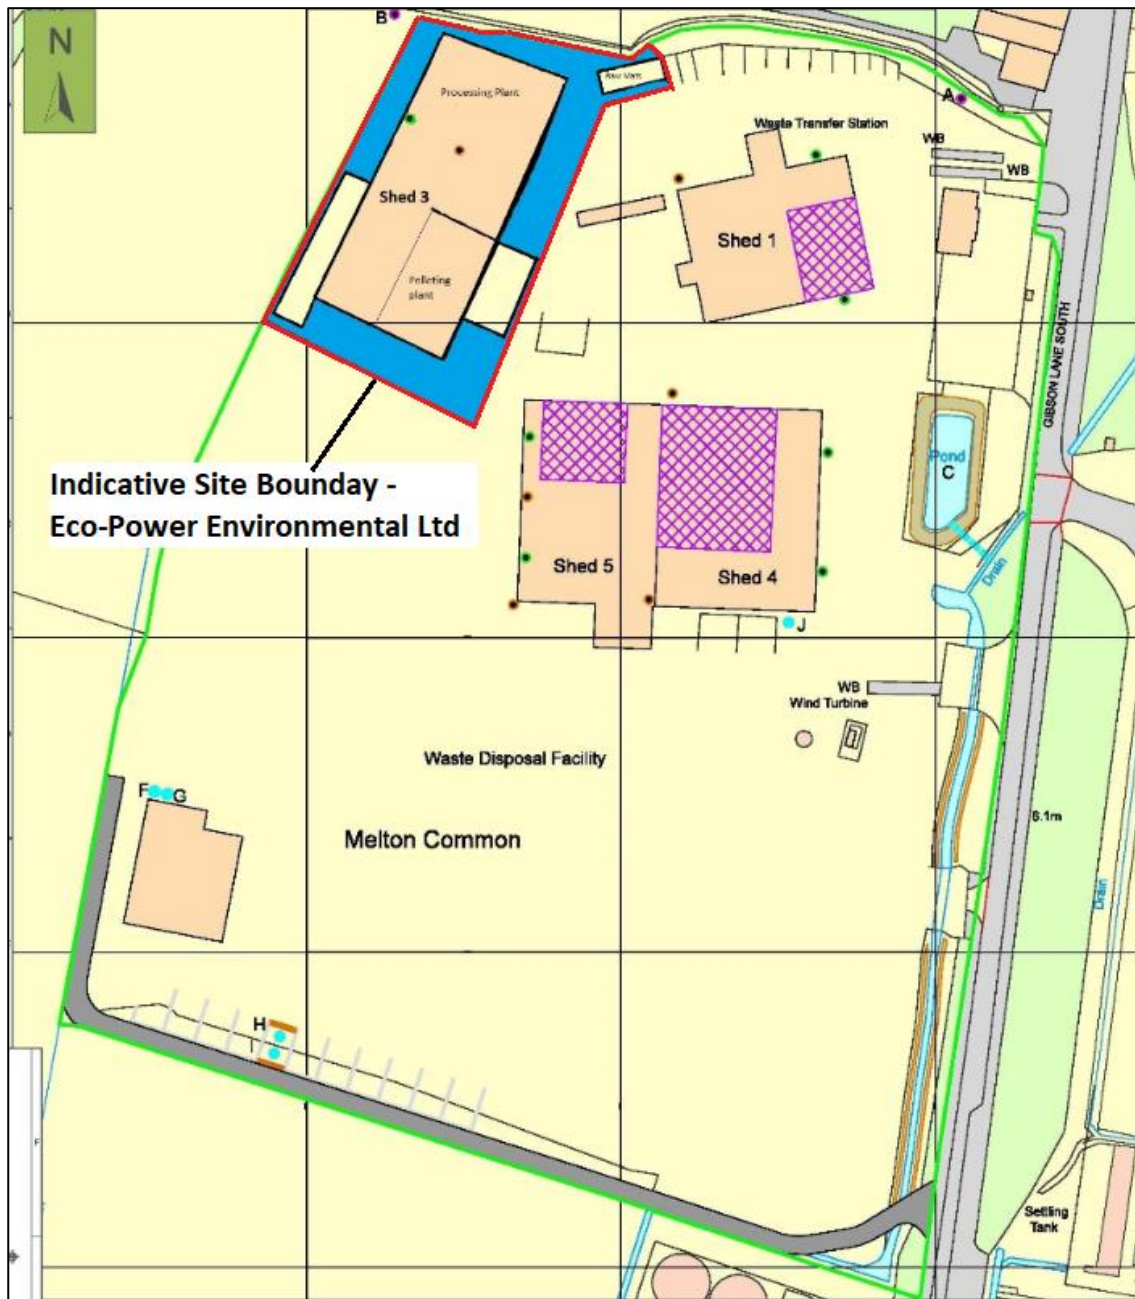 N
B
Processing Plant
A
Waste Transfer Station
WB
WB
Shed 3
Shed 1
Pelleting
plant
GIBSON LANE SOUTH
Indicative Site Bounday -
Eco-Power Environmental Ltd
Pond
C
Drain
Shed 5
Shed 4
J
WB
Wind Turbine
Waste Disposal Facility
F
G
Melton Common
6.1m
Drain
H
I
Settling
Tank
F